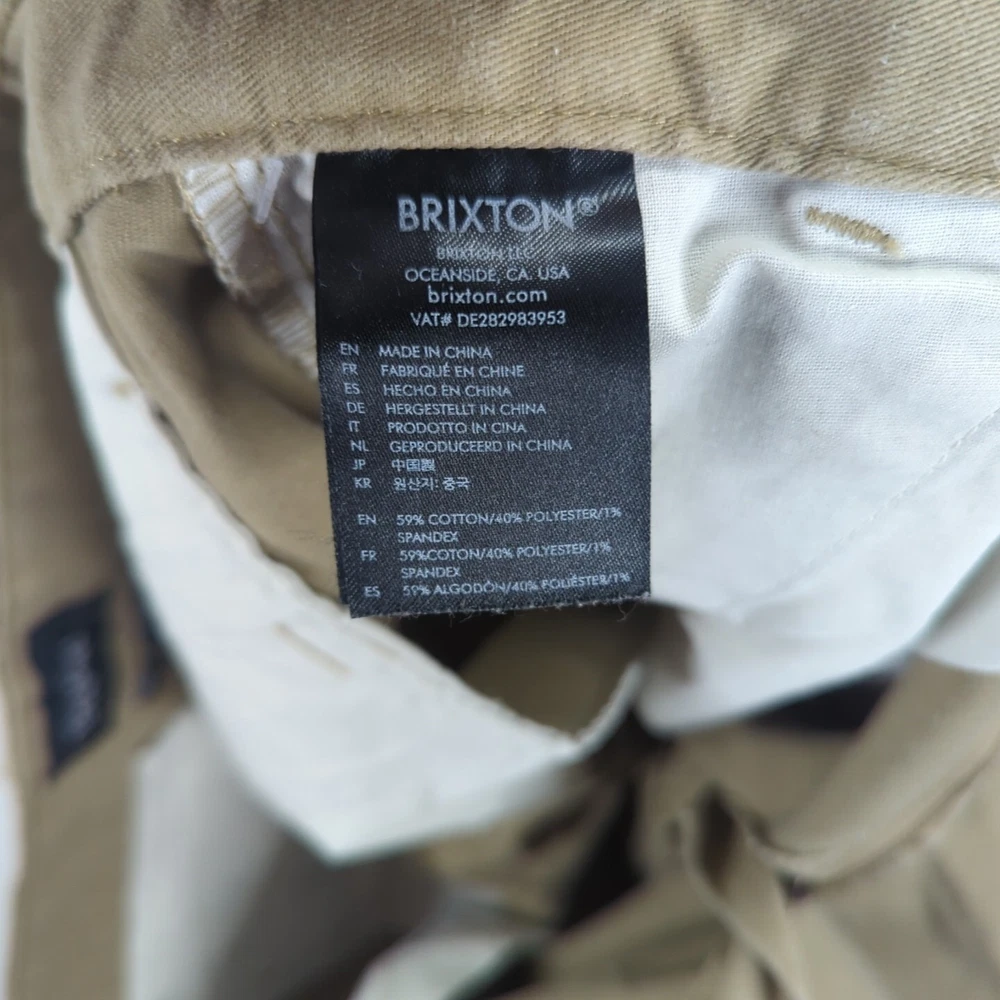 BRIXTON®
BRIXTON LLC
OCEANSIDE, CA. USA
brixton.com
VAT# DE282983953
EN MADE IN CHINA
FR FABRIQUÉ EN CHINE
ES HECHO EN CHINA
DE HERGESTELLT IN CHINA
IT PRODOTTO IN CINA
NL GEPRODUCEERD IN CHINA
JP 中国製
KR 원산지: 중국
EN 59% COTTON/40% POLYESTER/1%
SPANDEX
FR 59%COTON/40% POLYESTER/1%
SPANDEX
ES 59% ALGODÓN/40% POLIÉSTER/1%